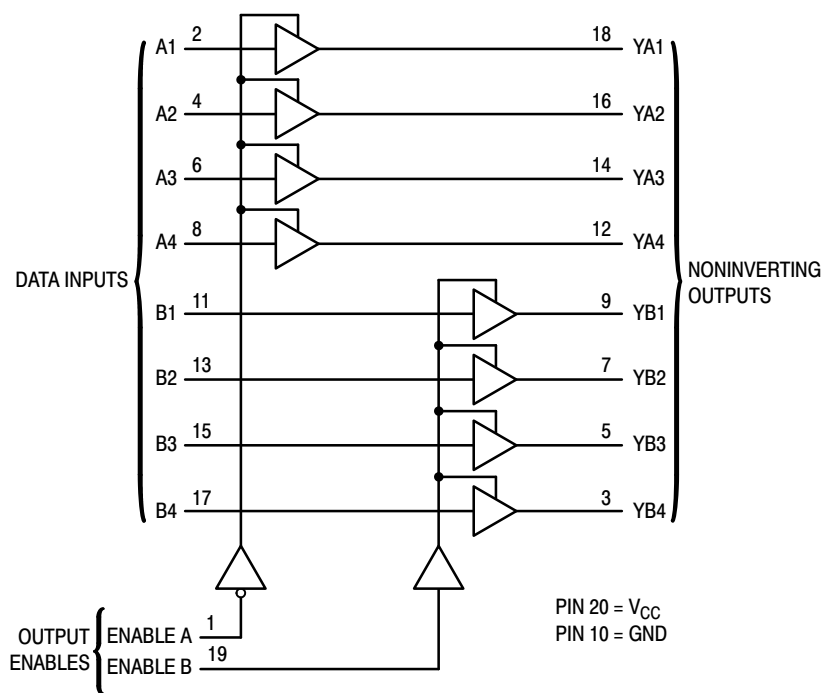 A1 2 18 YA1
A2 4 16 YA2
A3 6 14 YA3
A4 8 12 YA4
DATA INPUTS
NONINVERTING
OUTPUTS
B1 11 9 YB1
B2 13 7 YB2
B3 15 5 YB3
B4 17 3 YB4
OUTPUT
ENABLES
ENABLE A 1
ENABLE B 19
PIN 20 = VCC
PIN 10 = GND